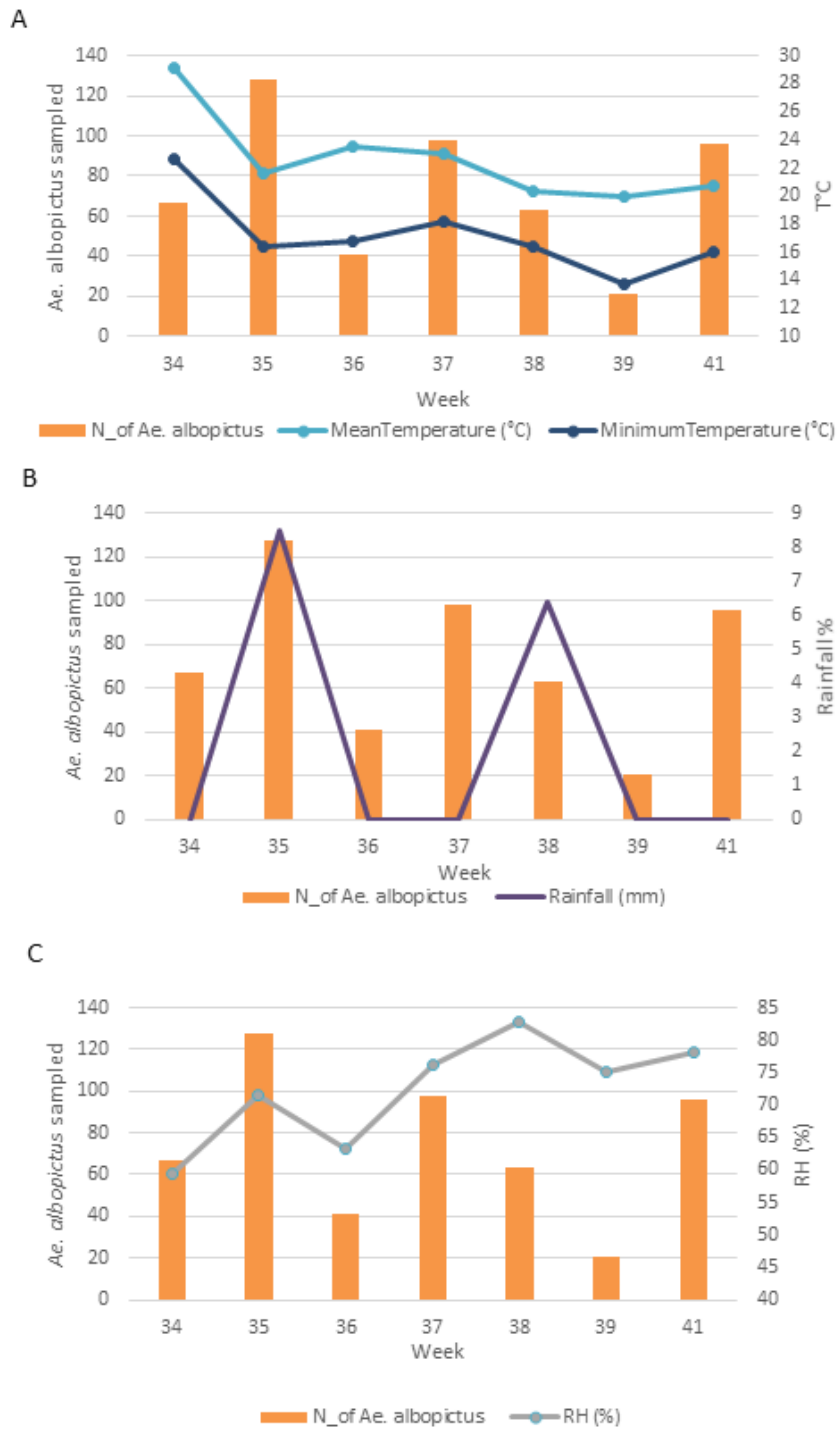 A
140 30
120 28
100 26
80 24
60 22
40 20
20 18
0 16
14
12
10
Ae. albopictus sampled
T°C
34 35 36 37 38 39 41
Week
N_of Ae. albopictus MeanTemperature (°C) MinimumTemperature (°C)
B
140 9
120 8
100 7
80 6
60 5
40 4
20 3
0 2
1
0
Ae. albopictus sampled
Rainfall %
34 35 36 37 38 39 41
Week
N_of Ae. albopictus Rainfall (mm)
C
140 85
120 80
100 75
80 70
60 65
40 60
20 55
0 50
45
40
Ae. albopictus sampled
RH (%)
34 35 36 37 38 39 41
Week
N_of Ae. albopictus RH (%)